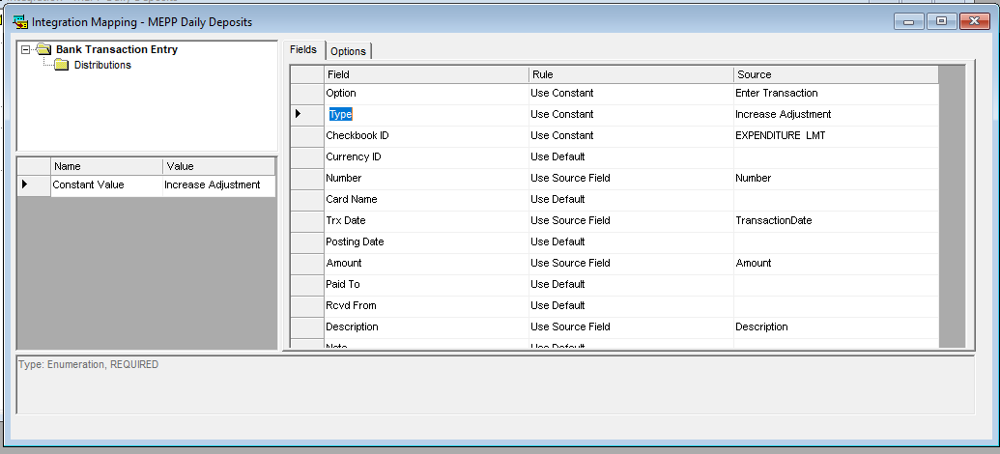 Integration Mapping - MEPP Daily Deposits
Bank Transaction Entry
Distributions
Name Value
Constant Value Increase Adjustment
Fields Options
Field Rule Source
Option Use Constant Enter Transaction
Type Use Constant Increase Adjustment
Checkbook ID Use Constant EXPENDITURE LMT
Currency ID Use Default
Number Use Source Field Number
Card Name Use Default
Trx Date Use Source Field TransactionDate
Posting Date Use Default
Amount Use Source Field Amount
Paid To Use Default
Rcvd From Use Default
Description Use Source Field Description
Note Use Default
Type: Enumeration, REQUIRED